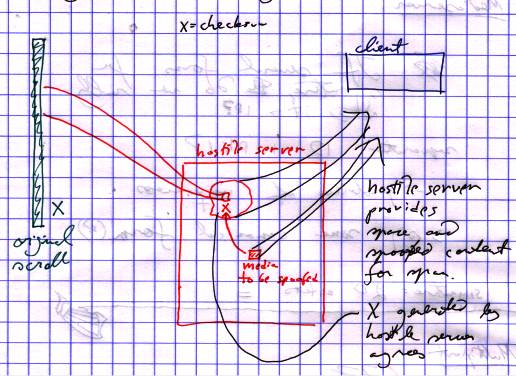 X = checksum
client
hostile server
X
X
original
scroll
media
to be spoofed
hostile server
provides
space and
spoofed content
for span.
X generated by
hostile server
agrees